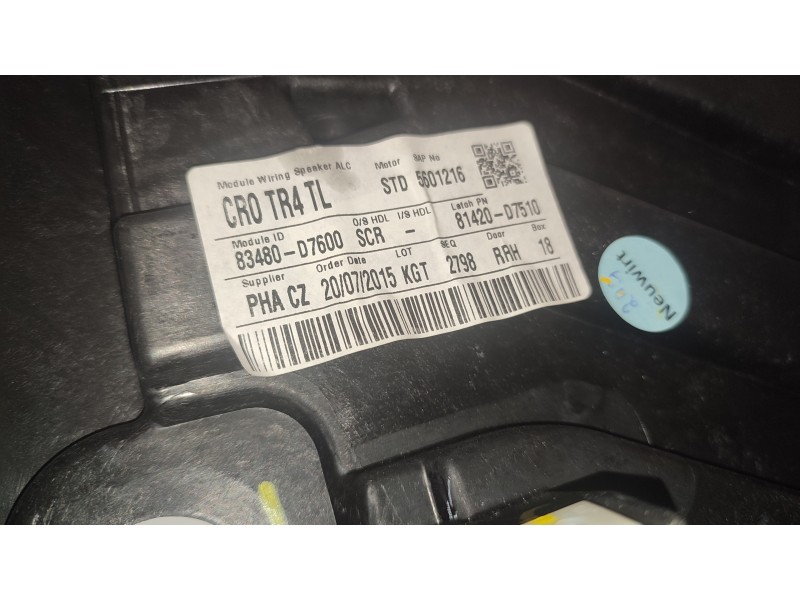 Module Wiring Speaker ALC Motor SAP No
CRO TR4 TL STD 5601216
Module ID O/S HDL I/S HDL Latch PN
83480-D7600 SCR - 81420-D7510
Supplier Order Date LOT SEQ Door Box
PHA CZ 20/07/2015 KGT 2798 RRH 18
Neuwirt